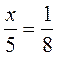 x/5 = 1/8